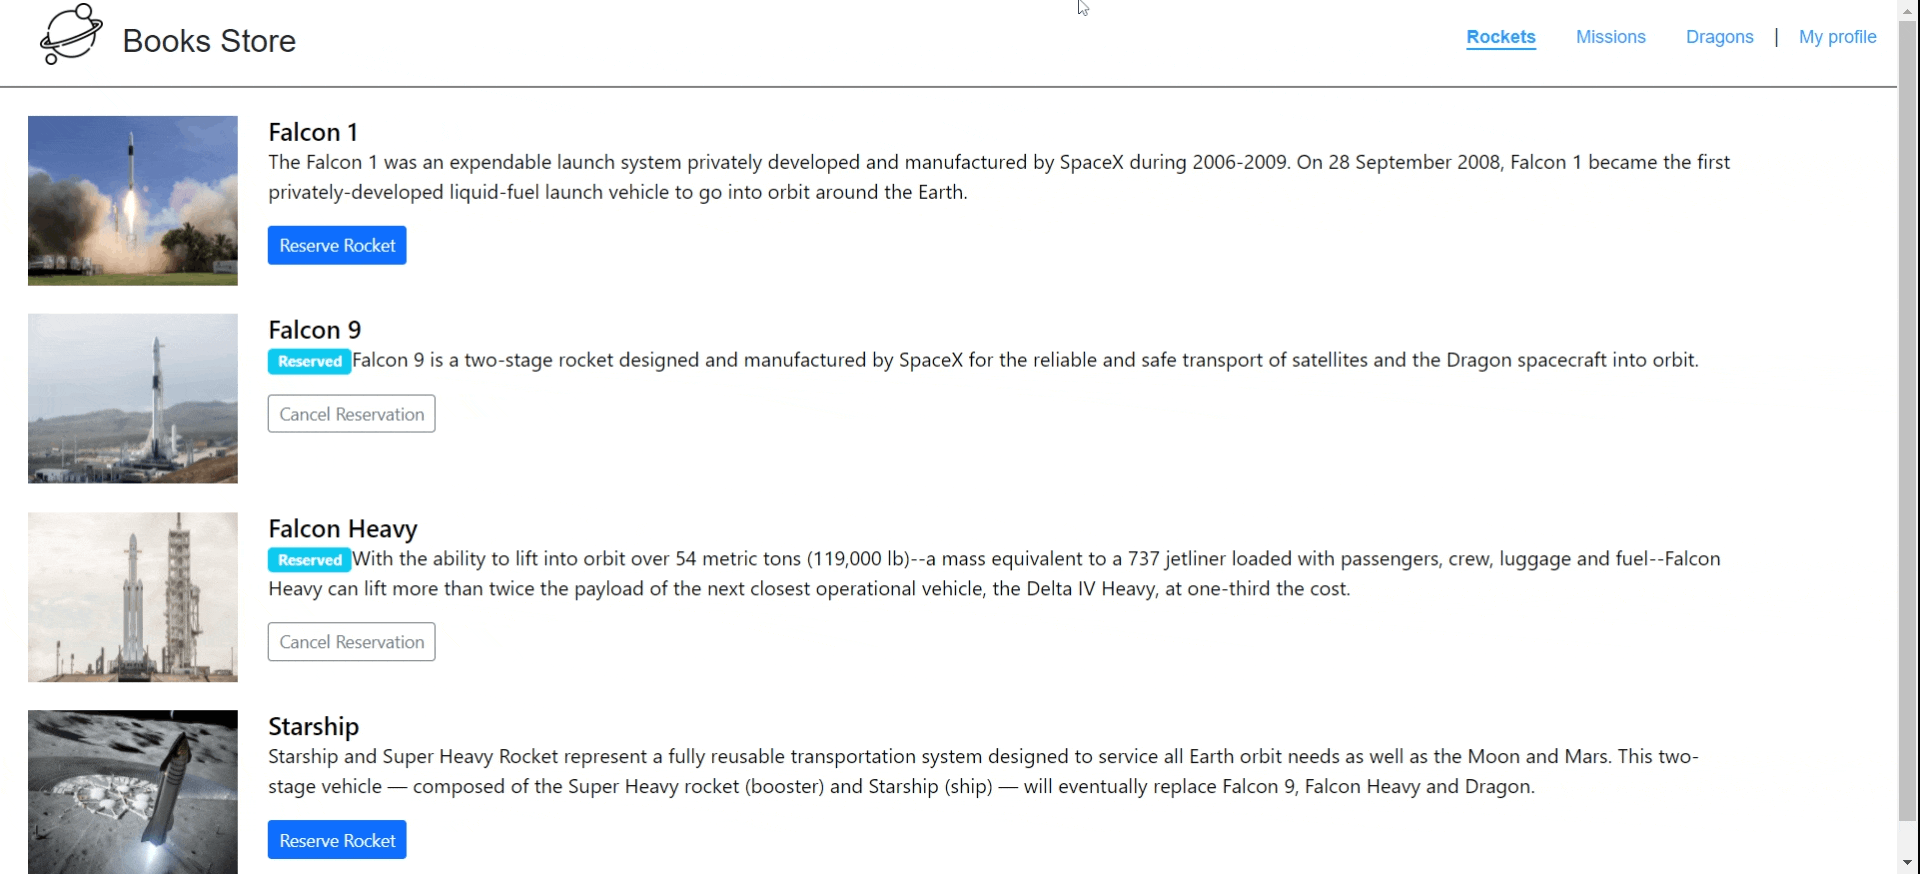 Books Store
Rockets Missions Dragons | My profile
Falcon 1
The Falcon 1 was an expendable launch system privately developed and manufactured by SpaceX during 2006-2009. On 28 September 2008, Falcon 1 became the first
privately-developed liquid-fuel launch vehicle to go into orbit around the Earth.
Reserve Rocket
Falcon 9
Reserved Falcon 9 is a two-stage rocket designed and manufactured by SpaceX for the reliable and safe transport of satellites and the Dragon spacecraft into orbit.
Cancel Reservation
Falcon Heavy
Reserved With the ability to lift into orbit over 54 metric tons (119,000 lb)--a mass equivalent to a 737 jetliner loaded with passengers, crew, luggage and fuel--Falcon
Heavy can lift more than twice the payload of the next closest operational vehicle, the Delta IV Heavy, at one-third the cost.
Cancel Reservation
Starship
Starship and Super Heavy Rocket represent a fully reusable transportation system designed to service all Earth orbit needs as well as the Moon and Mars. This two-
stage vehicle — composed of the Super Heavy rocket (booster) and Starship (ship) — will eventually replace Falcon 9, Falcon Heavy and Dragon.
Reserve Rocket